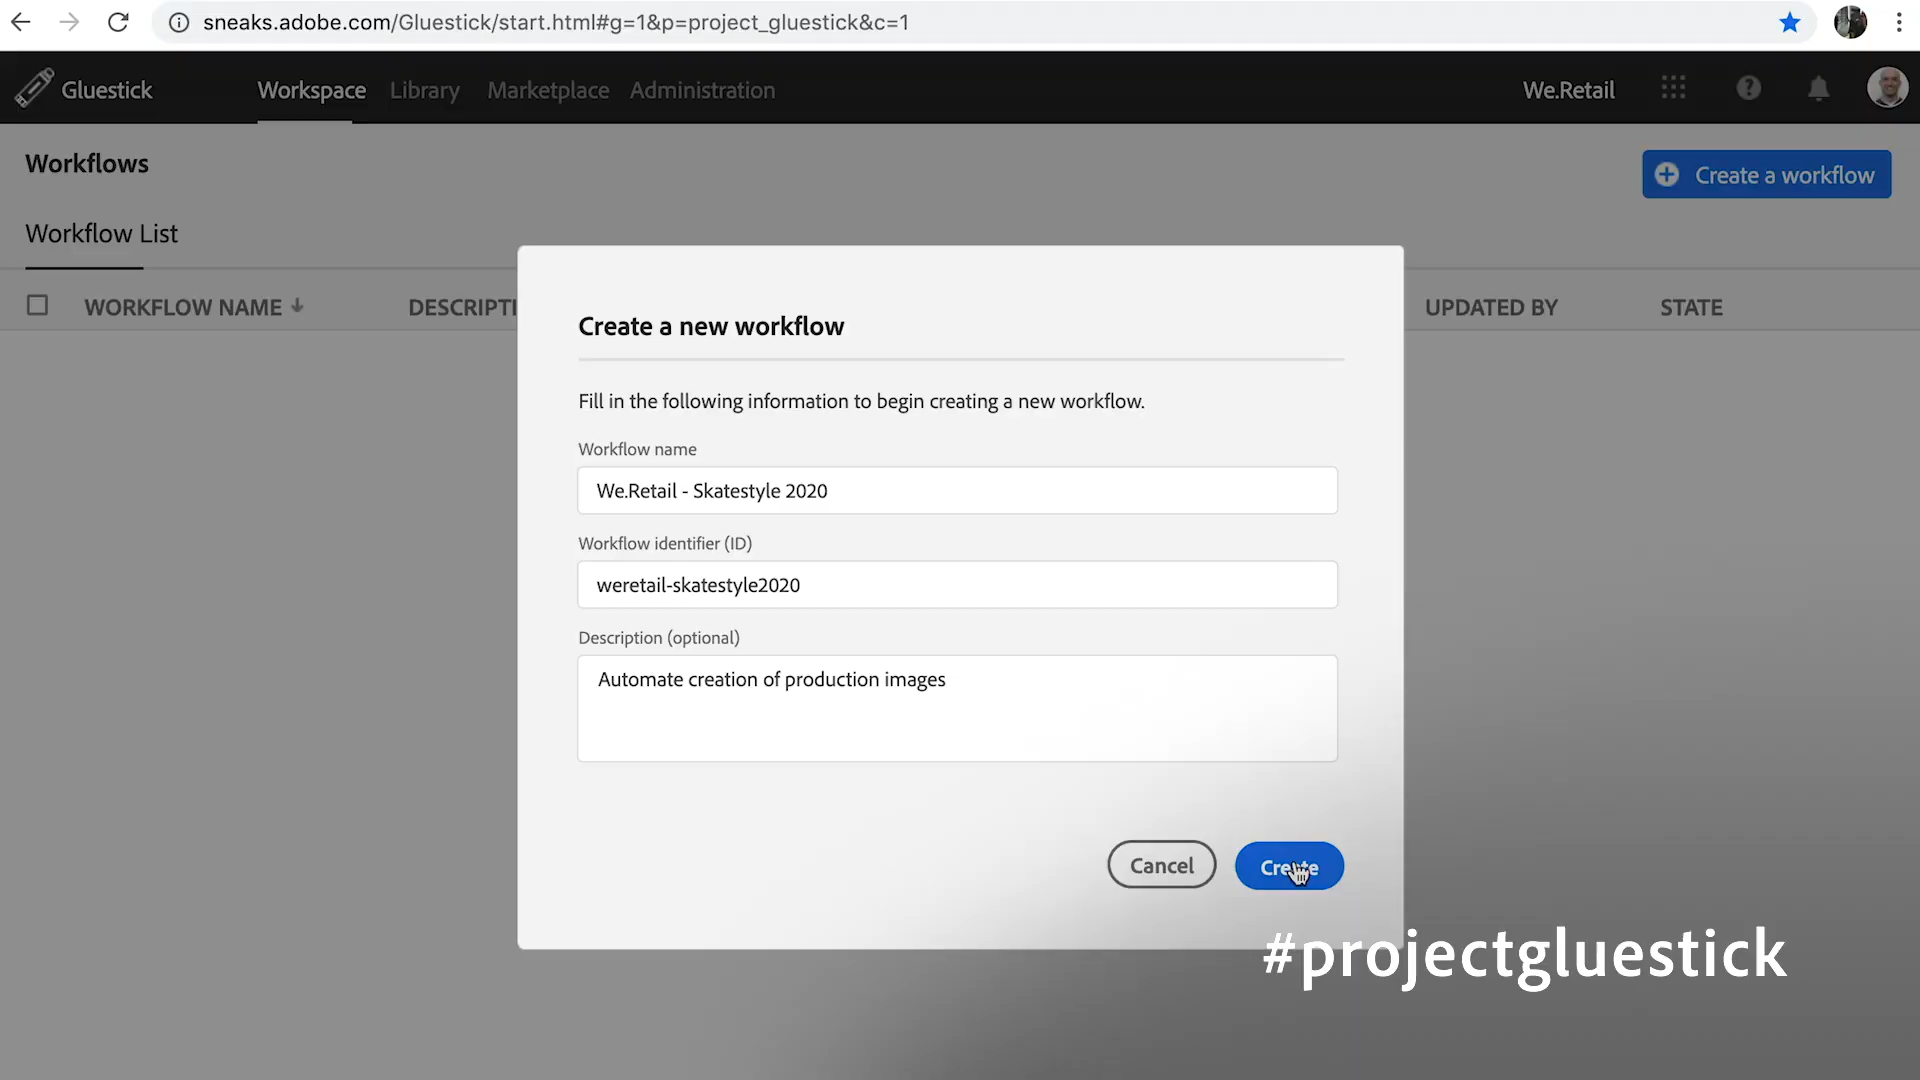 sneaks.adobe.com/Gluestick/start.html#g=1&p=project_gluestick&c=1
Gluestick Workspace Library Marketplace Administration We.Retail
Workflows
Create a workflow
Workflow List
WORKFLOW NAME DESCRIPTI UPDATED BY STATE
Create a new workflow
Fill in the following information to begin creating a new workflow.
Workflow name
We.Retail - Skatestyle 2020
Workflow identifier (ID)
weretail-skatestyle2020
Description (optional)
Automate creation of production images
Cancel Create
#projectgluestick